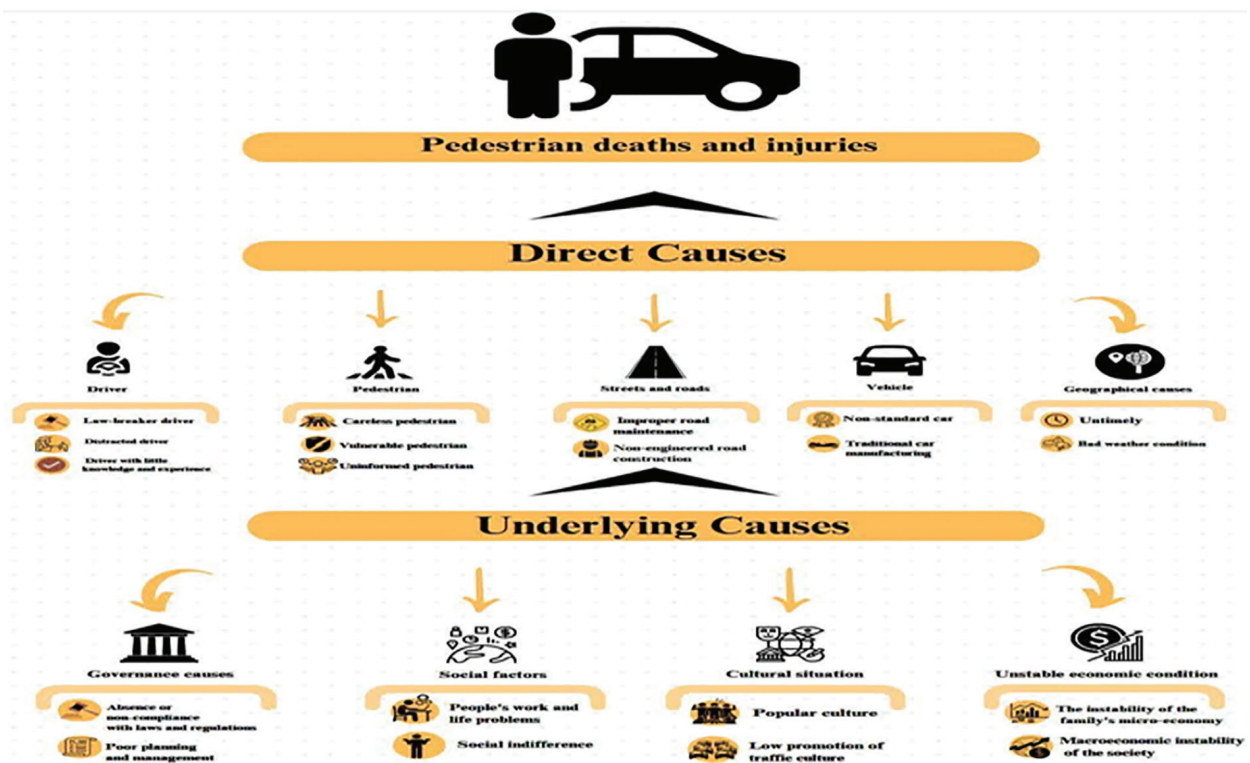 Pedestrian deaths and injuries
Direct Causes
Driver
Law-breaker driver
Distracted driver
Driver with little
knowledge and experience
Pedestrian
Careless pedestrian
Vulnerable pedestrian
Uninformed pedestrian
Streets and roads
Improper road
maintenance
Non-engineered road
construction
Vehicle
Non-standard car
Traditional car
manufacturing
Geographical causes
Untimely
Bad weather condition
Underlying Causes
Governance causes
Absence or
non-compliance
with laws and regulations
Poor planning
and management
Social factors
People's work and
life problems
Social indifference
Cultural situation
Popular culture
Low promotion of
traffic culture
Unstable economic condition
The instability of the
family's micro-economy
Macroeconomic instability
of the society